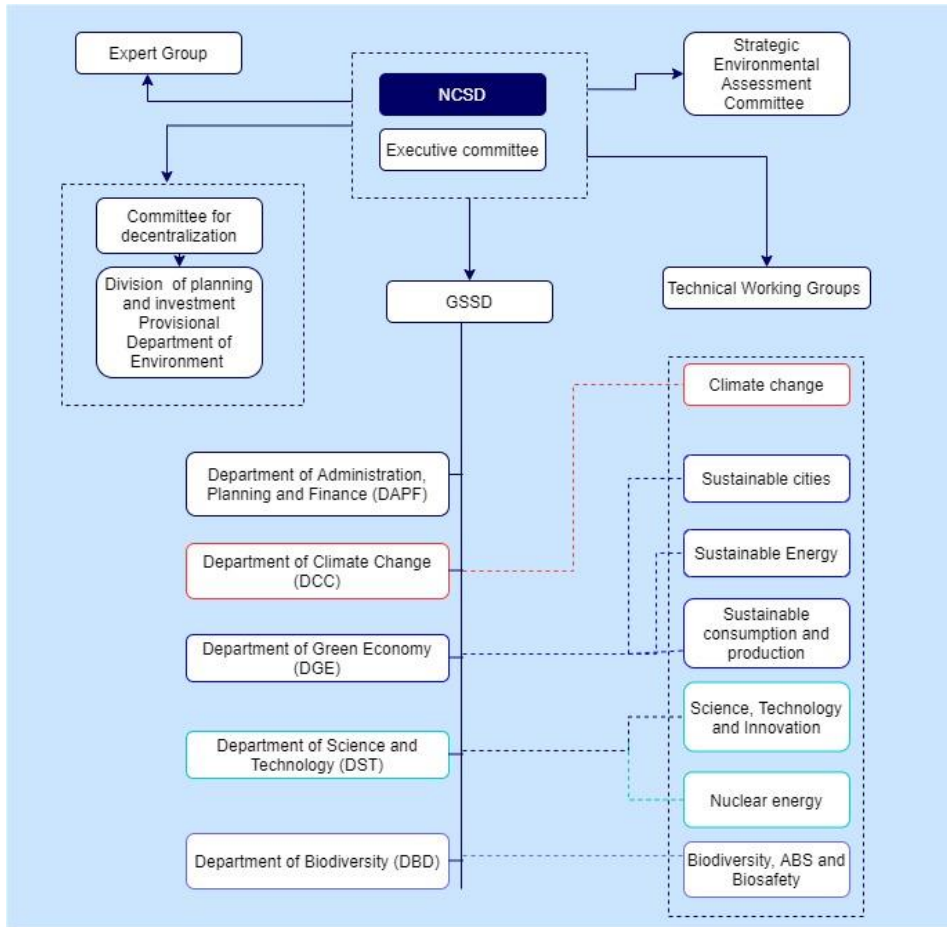 Expert Group
NCSD
Executive committee
Strategic
Environmental
Assessment
Committee
Committee for
decentralization
Division of planning
and investment
Provisional
Department of
Environment
GSSD
Technical Working Groups
Climate change
Department of Administration,
Planning and Finance (DAPF)
Sustainable cities
Department of Climate Change
(DCC)
Sustainable Energy
Department of Green Economy
(DGE)
Sustainable
consumption and
production
Department of Science and
Technology (DST)
Science, Technology
and Innovation
Nuclear energy
Department of Biodiversity (DBD)
Biodiversity, ABS and
Biosafety